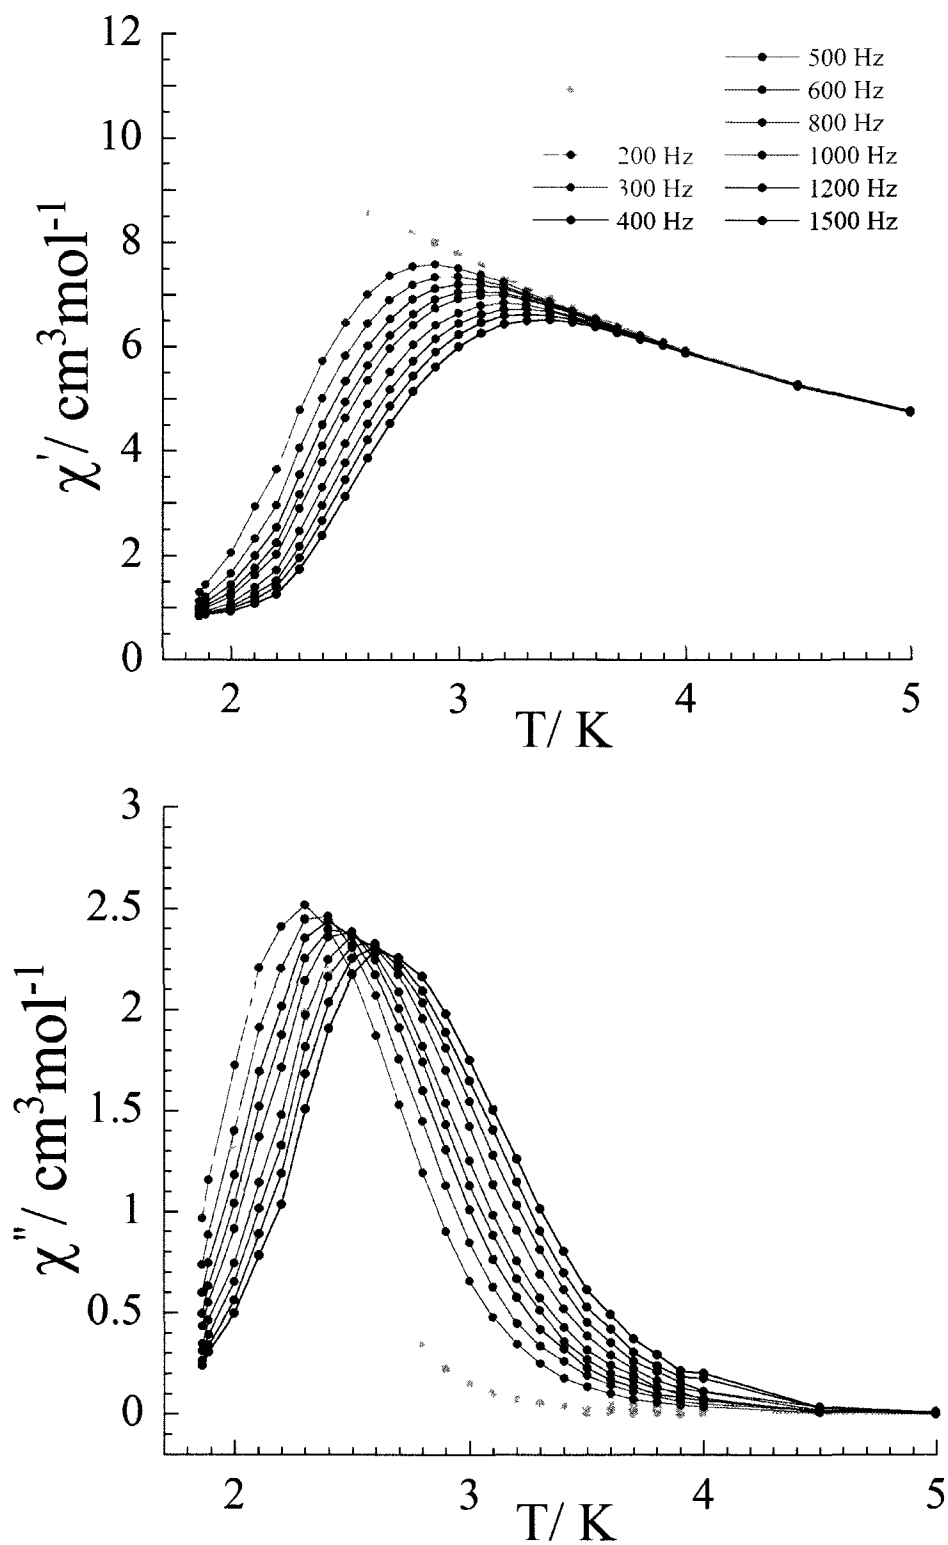 12
10
8
6
4
2
0
χ'/ cm³mol⁻¹
500 Hz
600 Hz
800 Hz
200 Hz
1000 Hz
300 Hz
1200 Hz
400 Hz
1500 Hz
2 3 4 5
T/ K
3
2.5
2
1.5
1
0.5
0
χ"/ cm³mol⁻¹
2 3 4 5
T/ K